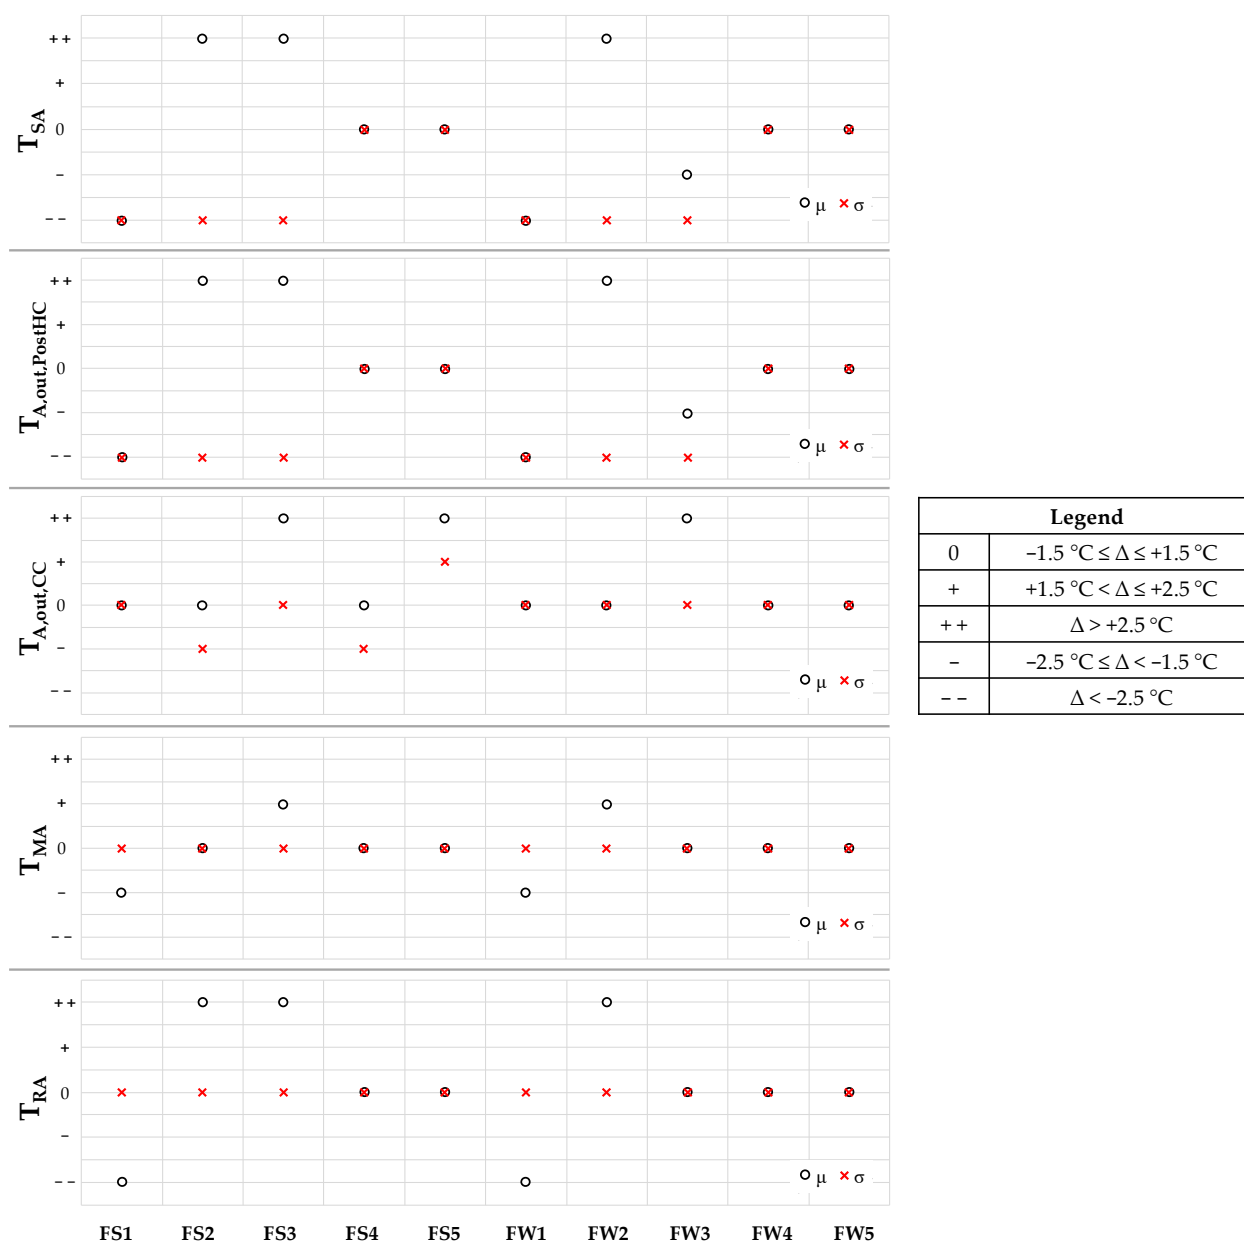 T_SA
+ +
+
0
–
– –
μ σ
T_A,out,PostHC
+ +
+
0
–
– –
μ σ
T_A,out,CC
+ +
+
0
–
– –
μ σ
Legend
0 –1.5 °C ≤ Δ ≤ +1.5 °C
+ +1.5 °C < Δ ≤ +2.5 °C
+ + Δ > +2.5 °C
– –2.5 °C ≤ Δ < –1.5 °C
– – Δ < –2.5 °C
T_MA
+ +
+
0
–
– –
μ σ
T_RA
+ +
+
0
–
– –
μ σ
FS1 FS2 FS3 FS4 FS5 FW1 FW2 FW3 FW4 FW5